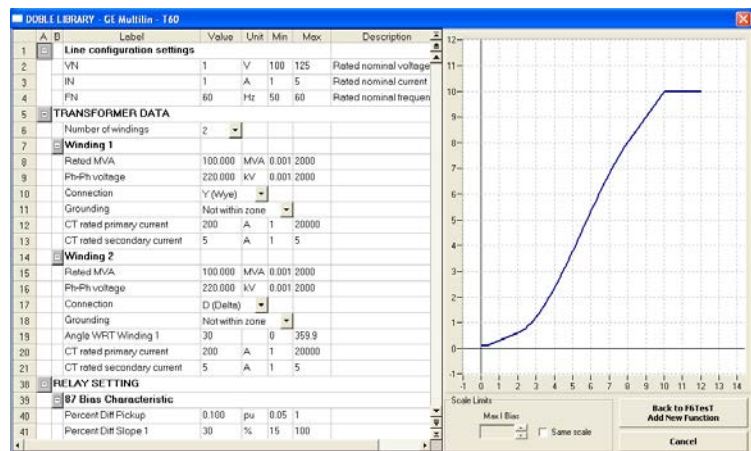 DOBLE LIBRARY - GE Multilin - T60
A B Label Value Unit Min Max Description
1 Line configuration settings
2 VN 1 V 100 125 Rated nominal voltage
3 IN 1 A 1 5 Rated nominal current
4 FN 60 Hz 50 60 Rated nominal frequen
5 TRANSFORMER DATA
6 Number of windings 2
7 Winding 1
8 Rated MVA 100.000 MVA 0.001 2000
9 Ph-Ph voltage 220.000 kV 0.001 2000
10 Connection Y (Wye)
11 Grounding Not within zone
12 CT rated primary current 200 A 1 20000
13 CT rated secondary current 5 A 1 5
14 Winding 2
15 Rated MVA 100.000 MVA 0.001 2000
16 Ph-Ph voltage 220.000 kV 0.001 2000
17 Connection D (Delta)
18 Grounding Not within zone
19 Angle WRT Winding 1 30 0 359.9
20 CT rated primary current 200 A 1 20000
21 CT rated secondary current 5 A 1 5
38 RELAY SETTING
39 87 Bias Characteristic
40 Percent Diff Pickup 0.100 pu 0.05 1
41 Percent Diff Slope 1 30 % 15 100
12
11
10
9
8
7
6
5
4
3
2
1
0
-1
-1 0 1 2 3 4 5 6 7 8 9 10 11 12 13 14
Scale Limits
Max I Bias
Same scale
Back to F6TesT
Add New Function
Cancel